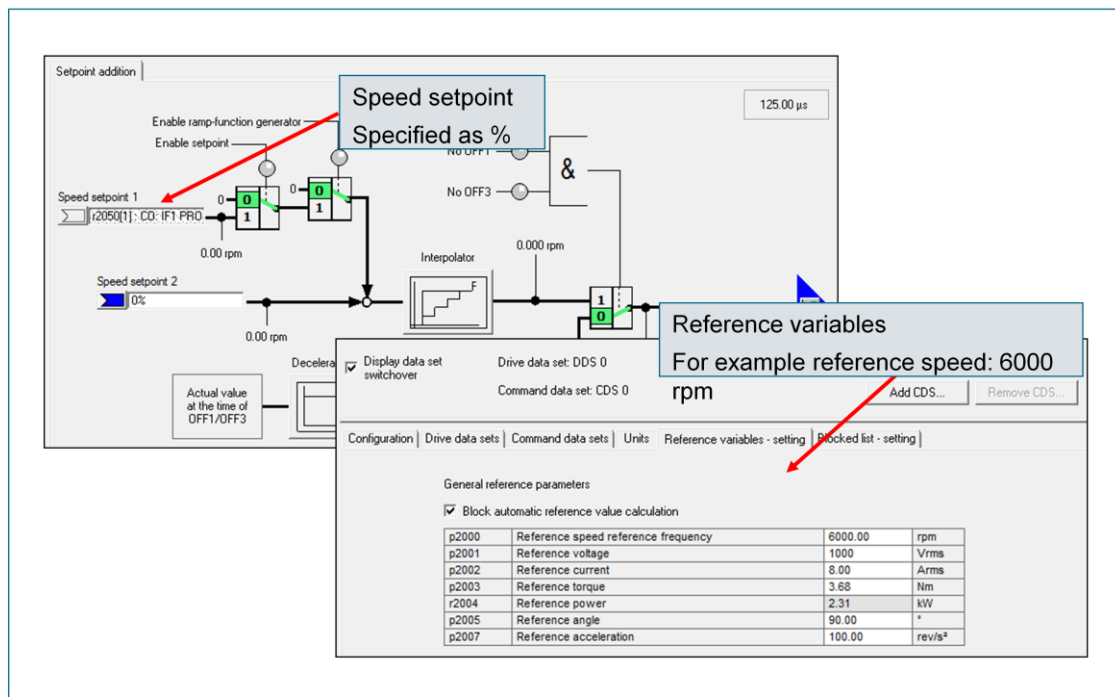 Setpoint addition
Speed setpoint
Specified as %
125.00 µs
Enable ramp-function generator
Enable setpoint
No OFF1
&
No OFF3
Speed setpoint 1
r2050[1] : CO: IF1 PRO
0
0
1
0
0
1
0.00 rpm
0.000 rpm
Interpolator
F
Speed setpoint 2
0%
0.00 rpm
1
0
Reference variables
For example reference speed: 6000
rpm
Actual value
at the time of
OFF1/OFF3
Display data set
switchover
Drive data set: DDS 0
Command data set: CDS 0
Add CDS...
Remove CDS...
Configuration Drive data sets Command data sets Units Reference variables - setting Blocked list - setting
General reference parameters
Block automatic reference value calculation
p2000 Reference speed reference frequency 6000.00 rpm
p2001 Reference voltage 1000 Vrms
p2002 Reference current 8.00 Arms
p2003 Reference torque 3.68 Nm
r2004 Reference power 2.31 kW
p2005 Reference angle 90.00 °
p2007 Reference acceleration 100.00 rev/s²